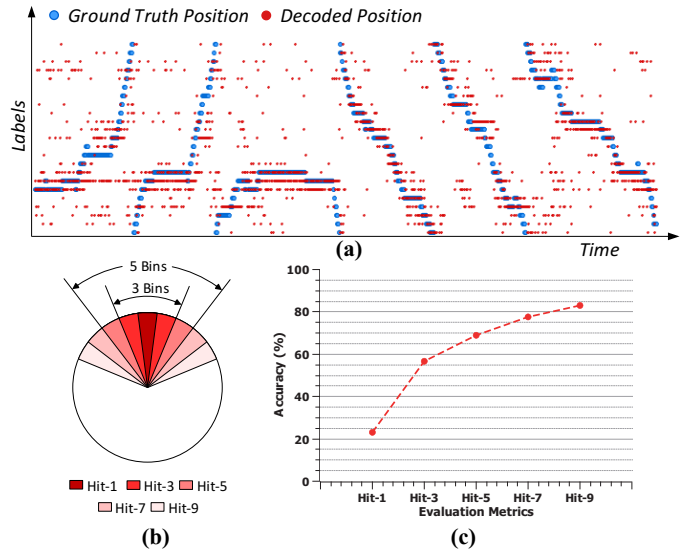 Ground Truth Position
Decoded Position
Labels
Time
(a)
5 Bins
3 Bins
Hit-1
Hit-3
Hit-5
Hit-7
Hit-9
(b)
Accuracy (%)
100
80
60
40
20
0
Hit-1 Hit-3 Hit-5 Hit-7 Hit-9
Evaluation Metrics
(c)